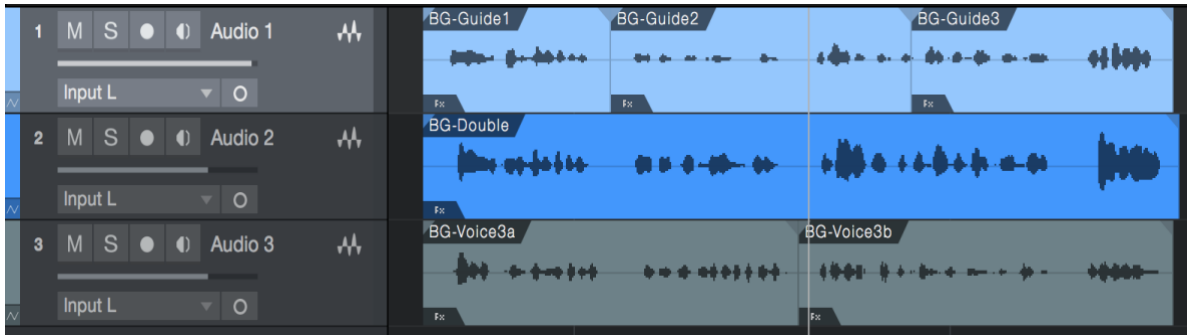 BG-Guide1 BG-Guide2 BG-Guide3
1 M S Audio 1
Input L
Fx Fx Fx
BG-Double
2 M S Audio 2
Input L
Fx
BG-Voice3a BG-Voice3b
3 M S Audio 3
Input L
Fx Fx